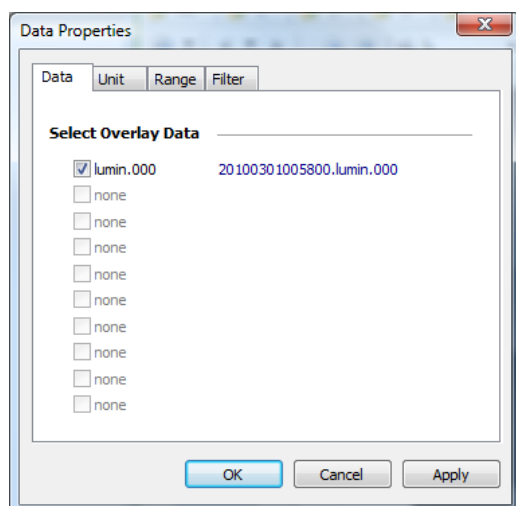 Data Properties
Data Unit Range Filter
Select Overlay Data
lumin.000 20100301005800.lumin.000
none
none
none
none
none
none
none
none
none
OK Cancel Apply